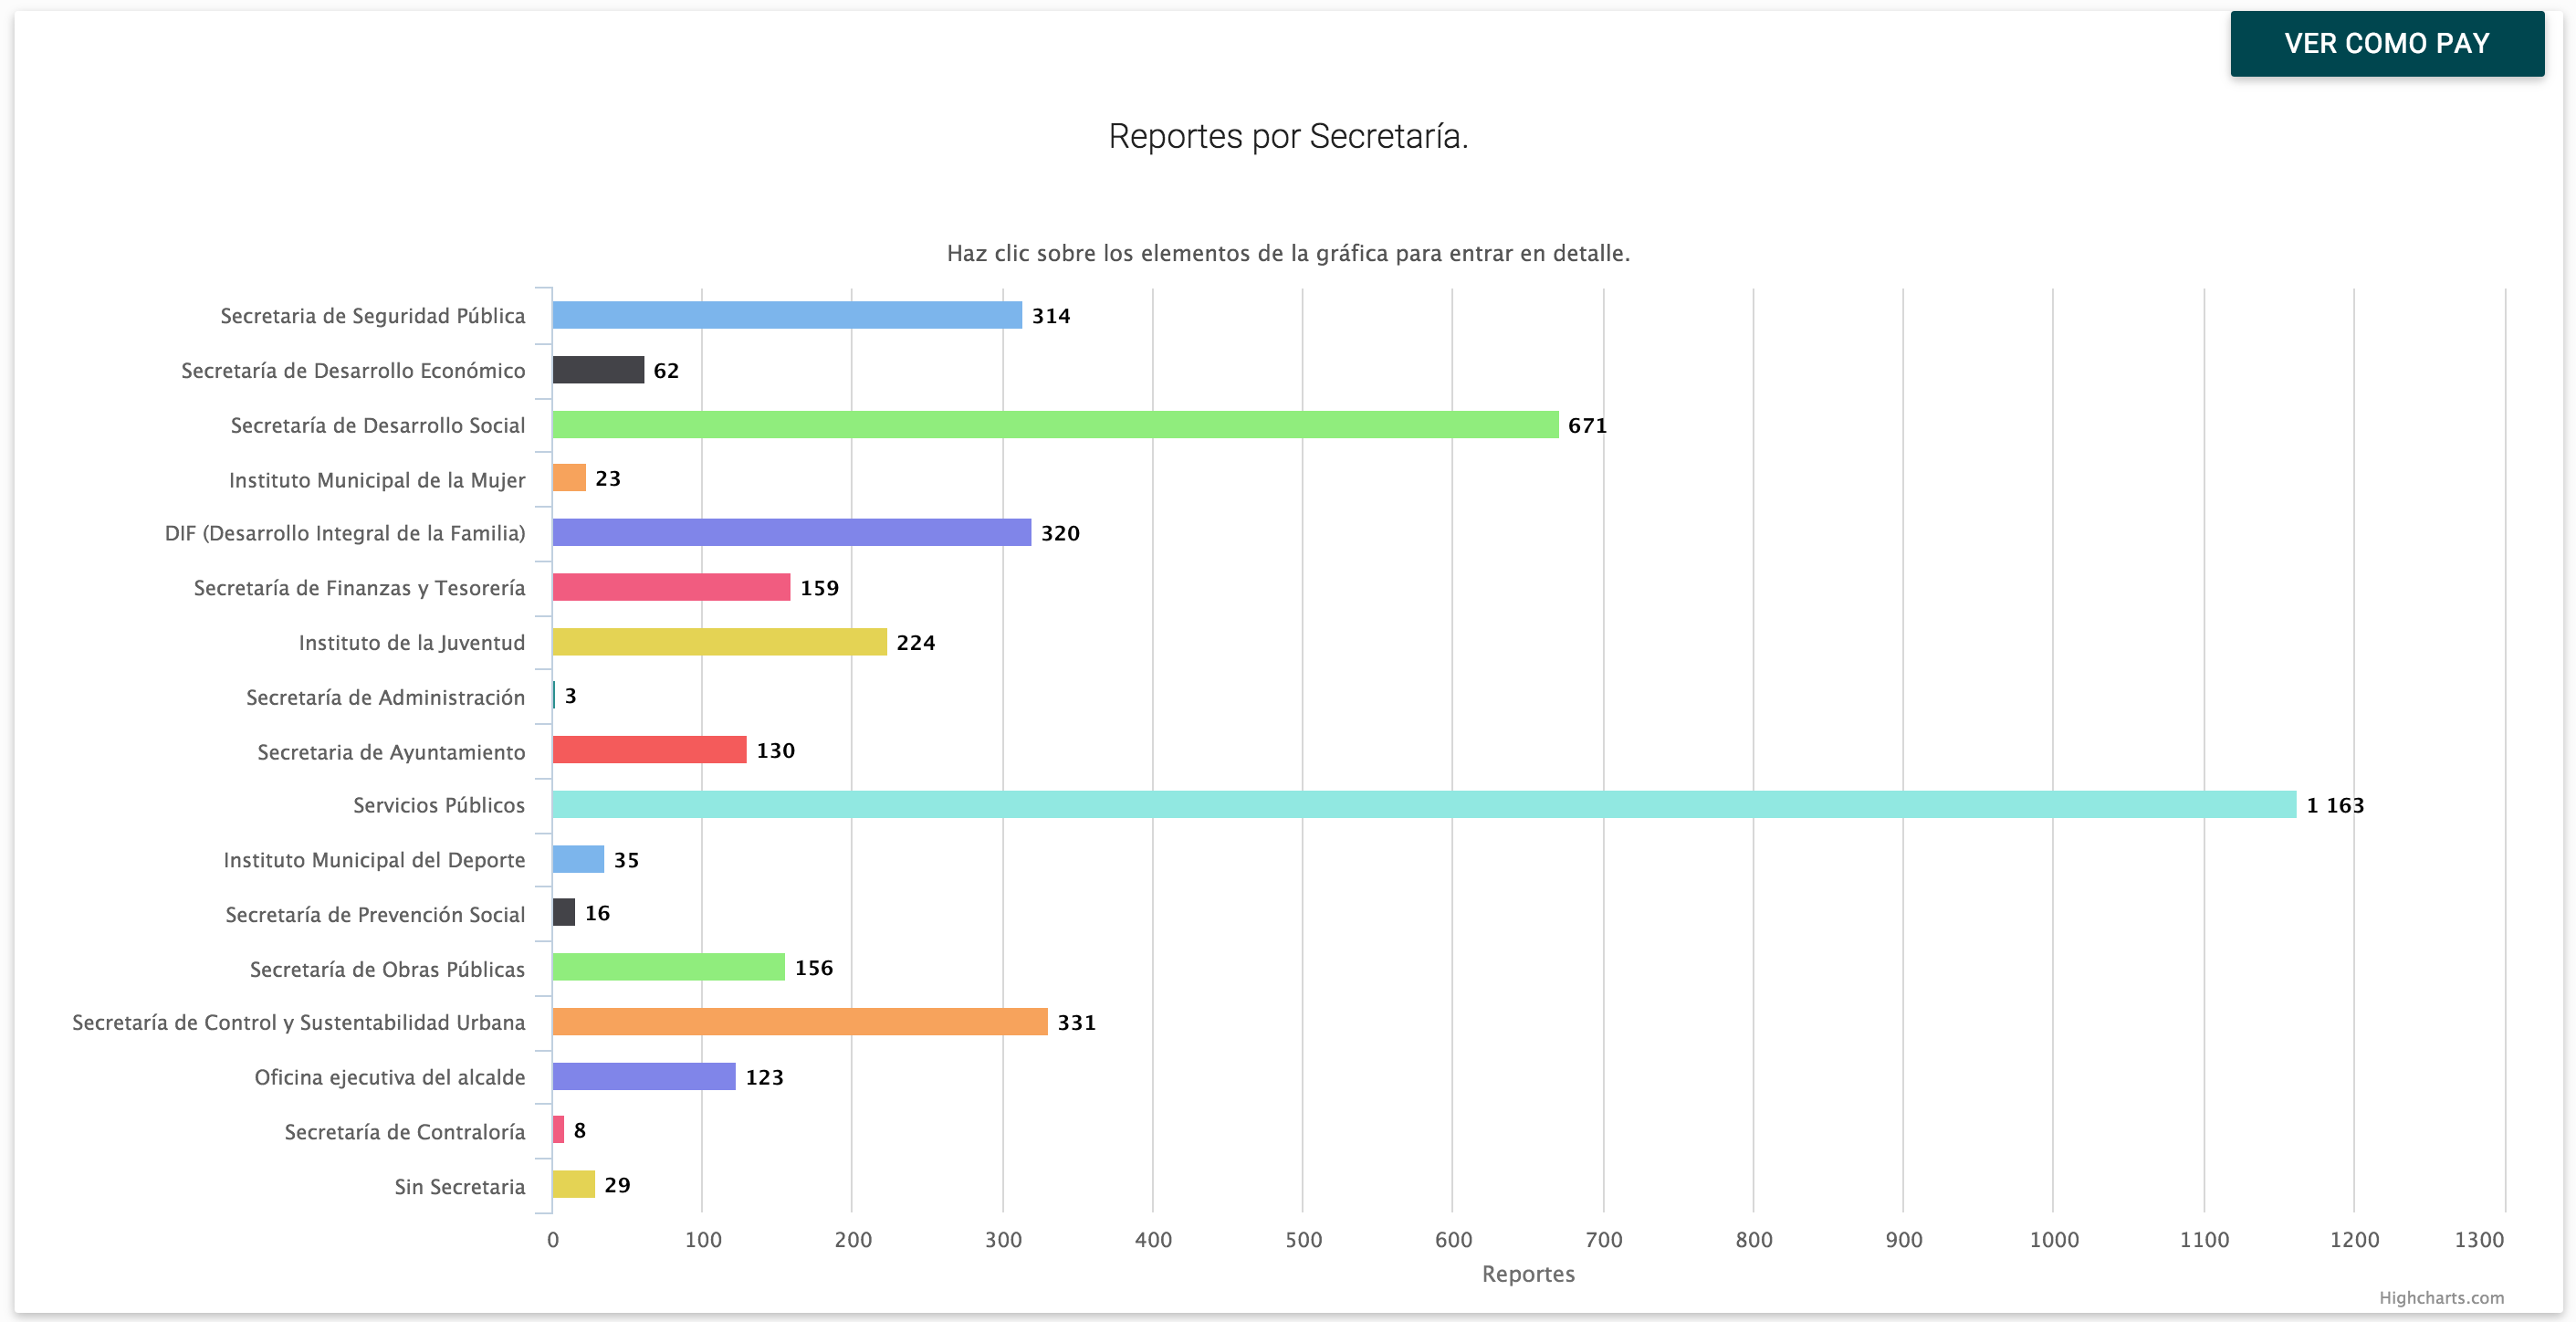 VER COMO PAY
Reportes por Secretaría.
Haz clic sobre los elementos de la gráfica para entrar en detalle.
Secretaria de Seguridad Pública 314
Secretaría de Desarrollo Económico 62
Secretaría de Desarrollo Social 671
Instituto Municipal de la Mujer 23
DIF (Desarrollo Integral de la Familia) 320
Secretaría de Finanzas y Tesorería 159
Instituto de la Juventud 224
Secretaría de Administración 3
Secretaria de Ayuntamiento 130
Servicios Públicos 1 163
Instituto Municipal del Deporte 35
Secretaría de Prevención Social 16
Secretaría de Obras Públicas 156
Secretaría de Control y Sustentabilidad Urbana 331
Oficina ejecutiva del alcalde 123
Secretaría de Contraloría 8
Sin Secretaria 29
0 100 200 300 400 500 600 700 800 900 1000 1100 1200 1300
Reportes
Highcharts.com